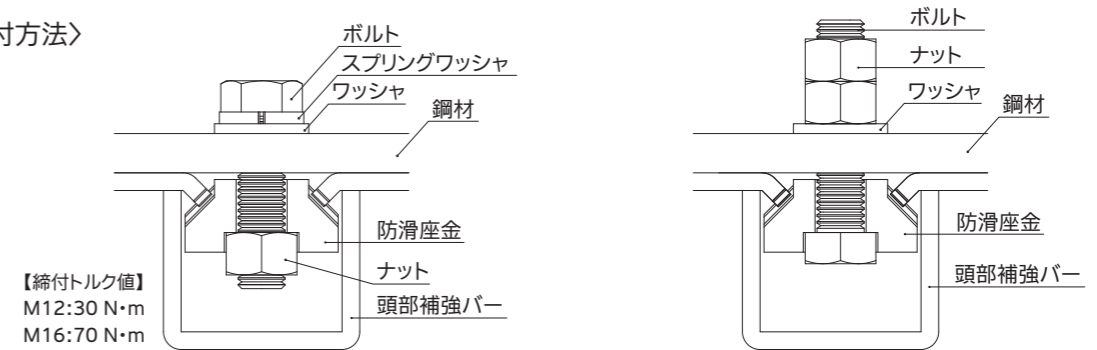 付方法〉
ボルト
スプリングワッシャ
ワッシャ
鋼材
防滑座金
ナット
頭部補強バー
【締付トルク値】
M12:30 N・m
M16:70 N・m
ボルト
ナット
ワッシャ
鋼材
防滑座金
頭部補強バー